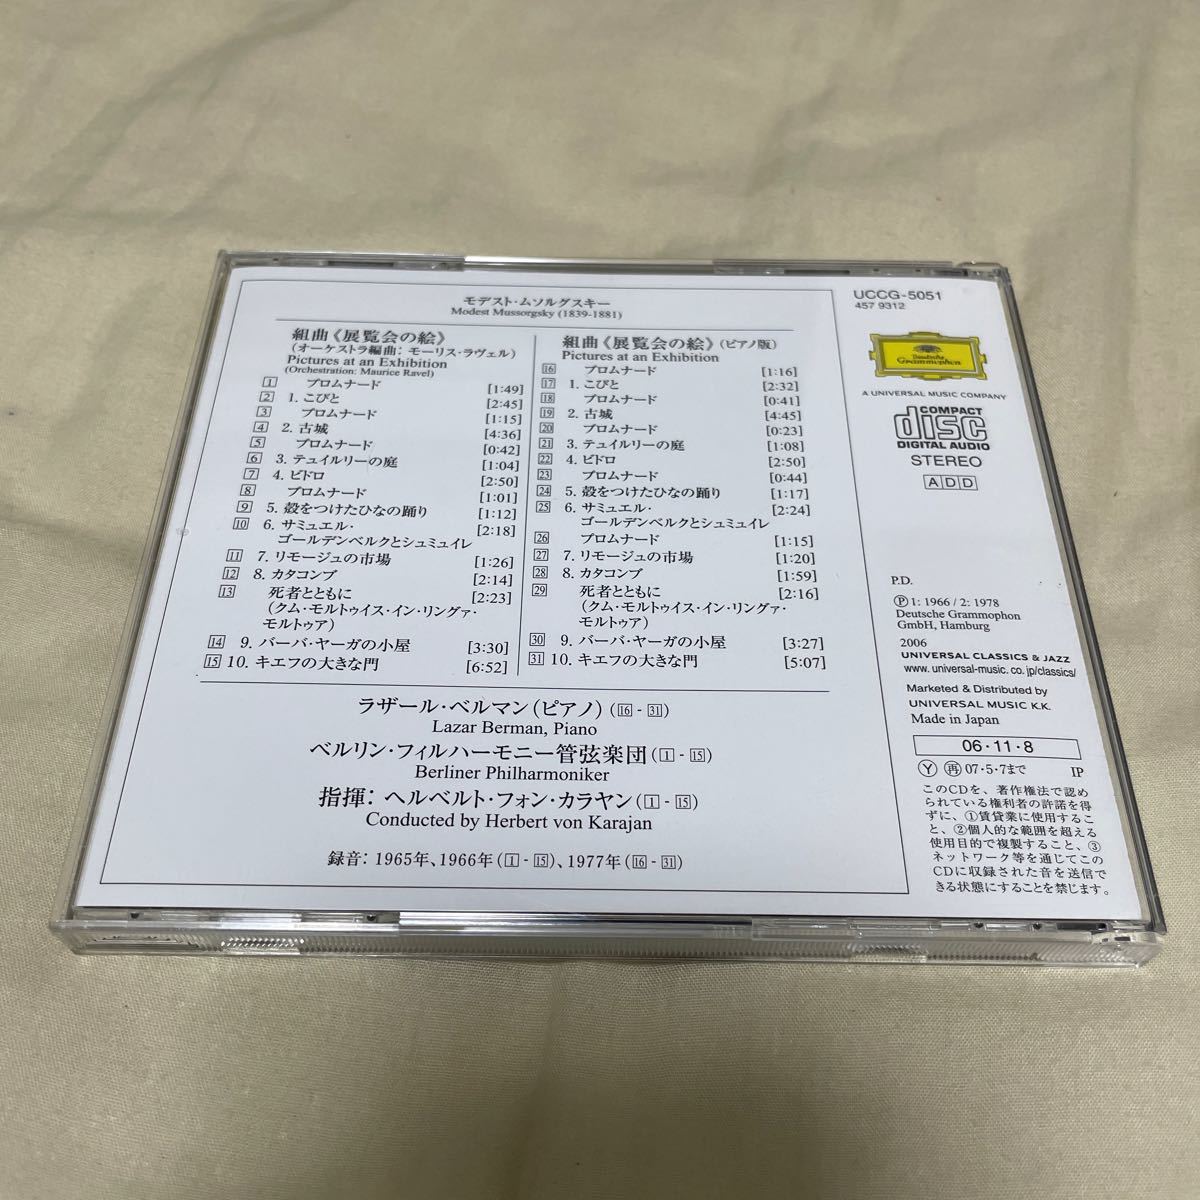 モデスト・ムソルグスキー
Modest Mussorgsky (1839-1881)
組曲《展覧会の絵》
(オーケストラ編曲: モーリス・ラヴェル)
Pictures at an Exhibition
(Orchestration: Maurice Ravel)
1 プロムナード [1:49]
2 1. こびと [2:45]
3 プロムナード [1:15]
4 2. 古城 [4:36]
5 プロムナード [0:42]
6 3. テュイルリーの庭 [1:04]
7 4. ビドロ [2:50]
8 プロムナード [1:01]
9 5. 殻をつけたひなの踊り [1:12]
10 6. サミュエル・ [2:18]
ゴールデンベルクとシュミュイレ
11 7. リモージュの市場 [1:26]
12 8. カタコンブ [2:14]
13 死者とともに [2:23]
(クム・モルトゥイス・イン・リングァ・
モルトゥア)
14 9. バーバ・ヤーガの小屋 [3:30]
15 10. キエフの大きな門 [6:52]
組曲《展覧会の絵》(ピアノ版)
Pictures at an Exhibition
16 プロムナード [1:16]
17 1. こびと [2:32]
18 プロムナード [0:41]
19 2. 古城 [4:45]
20 プロムナード [0:23]
21 3. テュイルリーの庭 [1:08]
22 4. ビドロ [2:50]
23 プロムナード [0:44]
24 5. 殻をつけたひなの踊り [1:17]
25 6. サミュエル・ [2:24]
ゴールデンベルクとシュミュイレ
26 プロムナード [1:15]
27 7. リモージュの市場 [1:20]
28 8. カタコンブ [1:59]
29 死者とともに [2:16]
(クム・モルトゥイス・イン・リングァ・
モルトゥア)
30 9. バーバ・ヤーガの小屋 [3:27]
31 10. キエフの大きな門 [5:07]
ラザール・ベルマン(ピアノ) (16 - 31)
Lazar Berman, Piano
ベルリン・フィルハーモニー管弦楽団 (1 - 15)
Berliner Philharmoniker
指揮: ヘルベルト・フォン・カラヤン (1 - 15)
Conducted by Herbert von Karajan
録音: 1965年、1966年 (1 - 15)、1977年 (16 - 31)
UCCG-5051
457 9312
Deutsche
Grammophon
A UNIVERSAL MUSIC COMPANY
COMPACT
disc
DIGITAL AUDIO
STEREO
ADD
P.D.
Ⓟ 1: 1966 / 2: 1978
Deutsche Grammophon
GmbH, Hamburg
2006
UNIVERSAL CLASSICS & JAZZ
www.universal-music.co.jp/classics/
Marketed & Distributed by
UNIVERSAL MUSIC K.K.
Made in Japan
06・11・8
Ⓨ 再 07・5・7まで IP
このCDを、著作権法で認め
られている権利者の許諾を得
ずに、①賃貸業に使用するこ
と、②個人的な範囲を超える
使用目的で複製すること、③
ネットワーク等を通じてこの
CDに収録された音を送信で
きる状態にすることを禁じます。